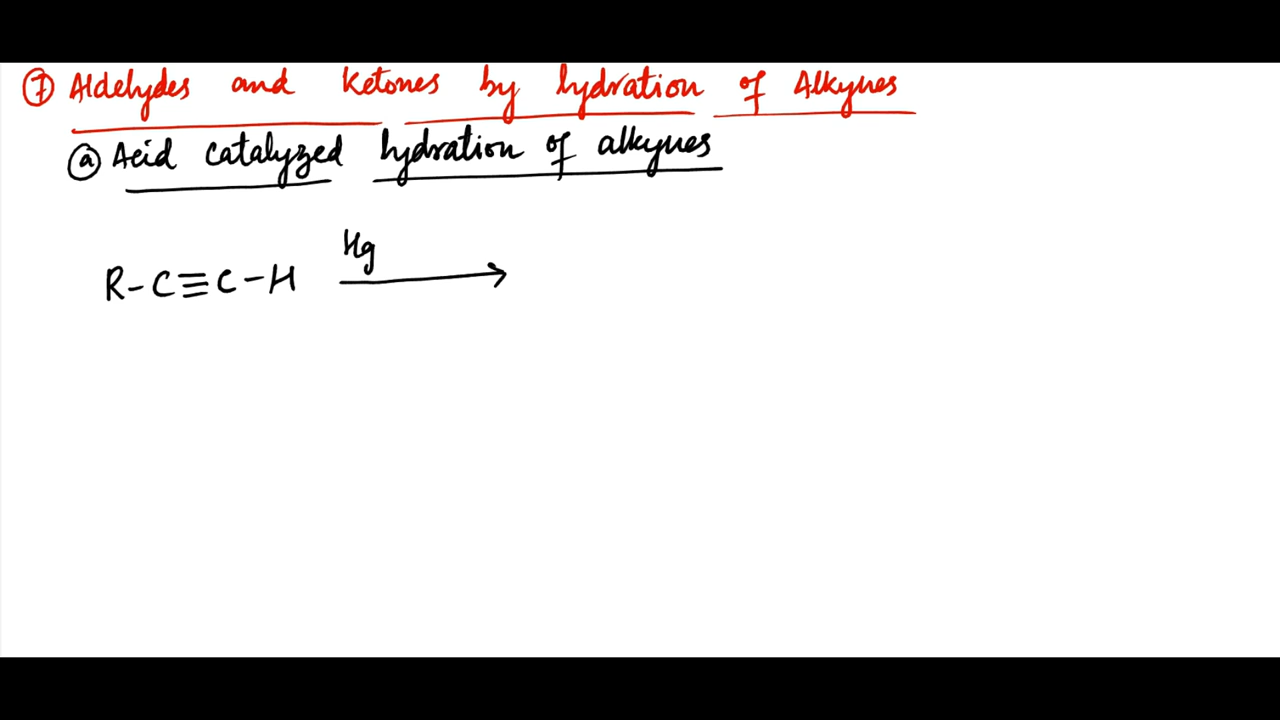 ⑦ Aldehydes and Ketones by hydration of Alkynes
ⓐ Acid catalyzed hydration of alkynes
Hg
R-C≡C-H ⟶